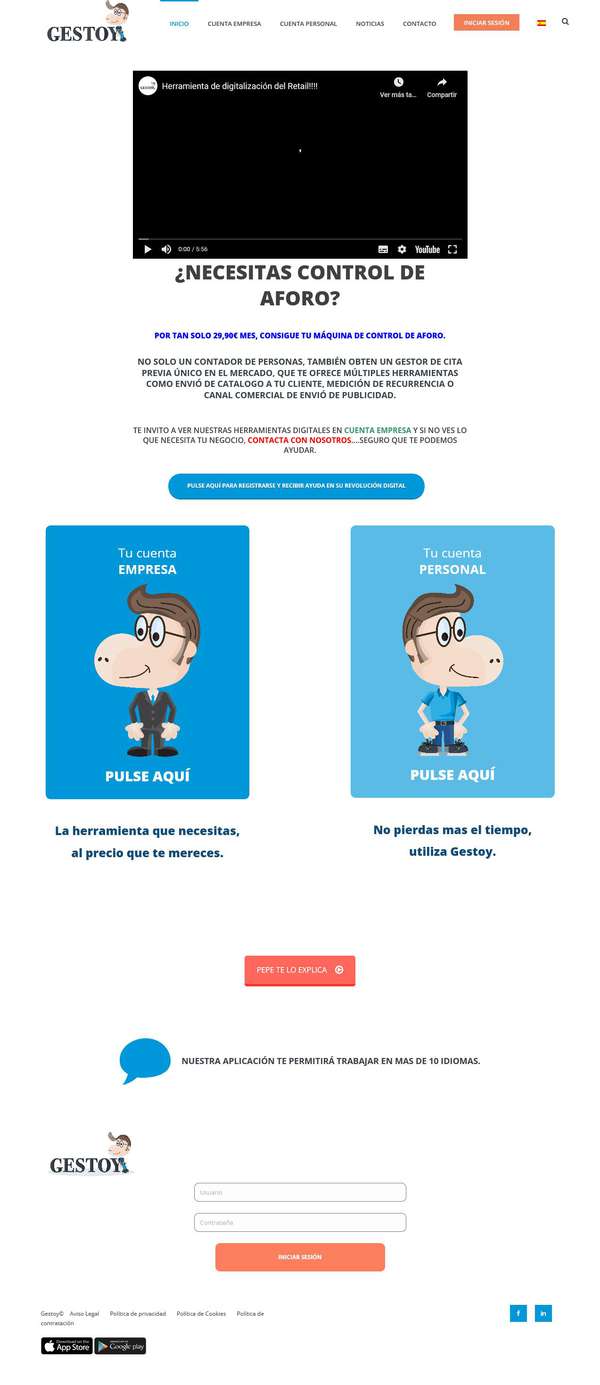 GESTOY
INICIO
CUENTA EMPRESA
CUENTA PERSONAL
NOTICIAS
CONTACTO
INICIAR SESIÓN
Herramienta de digitalización del Retail!!!!
Ver más ta...
Compartir
0:00 / 5:56
YouTube
¿NECESITAS CONTROL DE
AFORO?
POR TAN SOLO 29,90€ MES, CONSIGUE TU MÁQUINA DE CONTROL DE AFORO.
NO SOLO UN CONTADOR DE PERSONAS, TAMBIÉN OBTEN UN GESTOR DE CITA
PREVIA ÚNICO EN EL MERCADO, QUE TE OFRECE MÚLTIPLES HERRAMIENTAS
COMO ENVIÓ DE CATALOGO A TU CLIENTE, MEDICIÓN DE RECURRENCIA O
CANAL COMERCIAL DE ENVIÓ DE PUBLICIDAD.
TE INVITO A VER NUESTRAS HERRAMIENTAS DIGITALES EN CUENTA EMPRESA Y SI NO VES LO
QUE NECESITA TU NEGOCIO, CONTACTA CON NOSOTROS....SEGURO QUE TE PODEMOS
AYUDAR.
PULSE AQUÍ PARA REGISTRARSE Y RECIBIR AYUDA EN SU REVOLUCIÓN DIGITAL
Tu cuenta
EMPRESA
PULSE AQUÍ
Tu cuenta
PERSONAL
PULSE AQUÍ
La herramienta que necesitas,
al precio que te mereces.
No pierdas mas el tiempo,
utiliza Gestoy.
PEPE TE LO EXPLICA
NUESTRA APLICACIÓN TE PERMITIRÁ TRABAJAR EN MAS DE 10 IDIOMAS.
GESTOY
Usuario
Contraseña
INICIAR SESIÓN
Gestoy© Aviso Legal Política de privacidad Política de Cookies Política de
contratación
Download on the
App Store
Google play